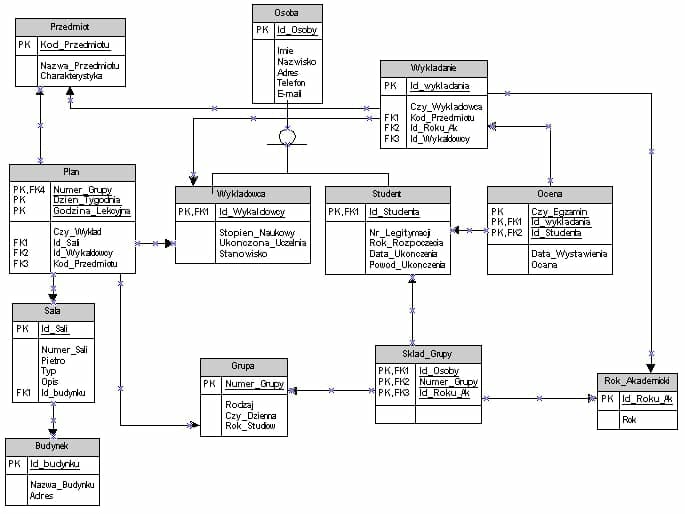 Przedmiot
PK Kod_Przedmiotu
Nazwa_Przedmiotu
Charakterystyka
Osoba
PK Id_Osoby
Imie
Nazwisko
Adres
Telefon
E-mail
Wykladanie
PK Id_wykladania
Czy_Wykladowca
FK1 Kod_Przedmiotu
FK2 Id_Roku_Ak
FK3 Id_Wykaldowcy
Plan
PK,FK4 Numer_Grupy
PK Dzien_Tygodnia
PK Godzina_Lekcyjna
Czy_Wyklad
FK1 Id_Sali
FK2 Id_Wykaldowcy
FK3 Kod_Przedmiotu
Wykladowca
PK,FK1 Id_Wykaldowcy
Stopien_Naukowy
Ukonczona_Uczelnia
Stanowisko
Student
PK,FK1 Id_Studenta
Nr_Legitymacji
Rok_Rozpoczecia
Data_Ukonczenia
Powod_Ukonczenia
Ocena
PK Czy_Egzamin
PK,FK1 Id_wykladania
PK,FK2 Id_Studenta
Data_Wystawienia
Ocana
Sala
PK Id_Sali
Numer_Sali
Pietro
Typ
Opis
FK1 Id_budynku
Grupa
PK Numer_Grupy
Rodzaj
Czy_Dzienna
Rok_Studow
Sklad_Grupy
PK,FK1 Id_Osoby
PK,FK2 Numer_Grupy
PK,FK3 Id_Roku_Ak
Rok_Akademicki
PK Id_Roku_Ak
Rok
Budynek
PK Id_budynku
Nazwa_Budynku
Adres